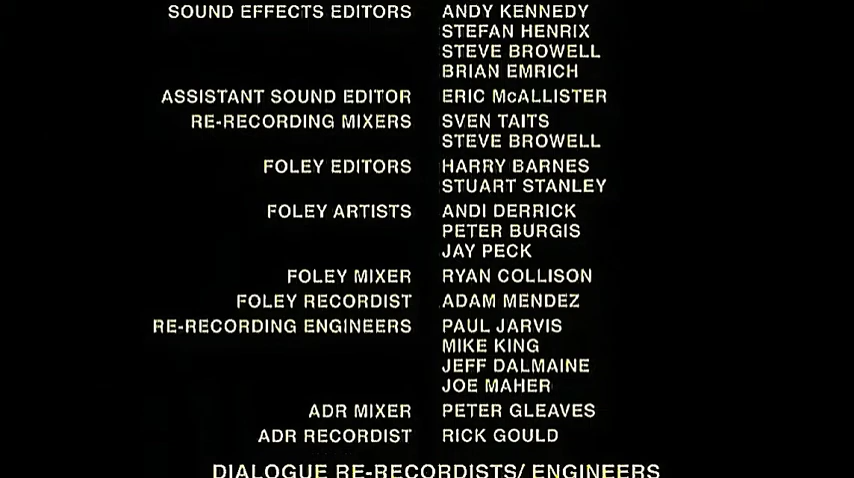 SOUND EFFECTS EDITORS ANDY KENNEDY
STEFAN HENRIX
STEVE BROWELL
BRIAN EMRICH
ASSISTANT SOUND EDITOR ERIC McALLISTER
RE-RECORDING MIXERS SVEN TAITS
STEVE BROWELL
FOLEY EDITORS HARRY BARNES
STUART STANLEY
FOLEY ARTISTS ANDI DERRICK
PETER BURGIS
JAY PECK
FOLEY MIXER RYAN COLLISON
FOLEY RECORDIST ADAM MENDEZ
RE-RECORDING ENGINEERS PAUL JARVIS
MIKE KING
JEFF DALMAINE
JOE MAHER
ADR MIXER PETER GLEAVES
ADR RECORDIST RICK GOULD
DIALOGUE RE-RECORDISTS/ ENGINEERS